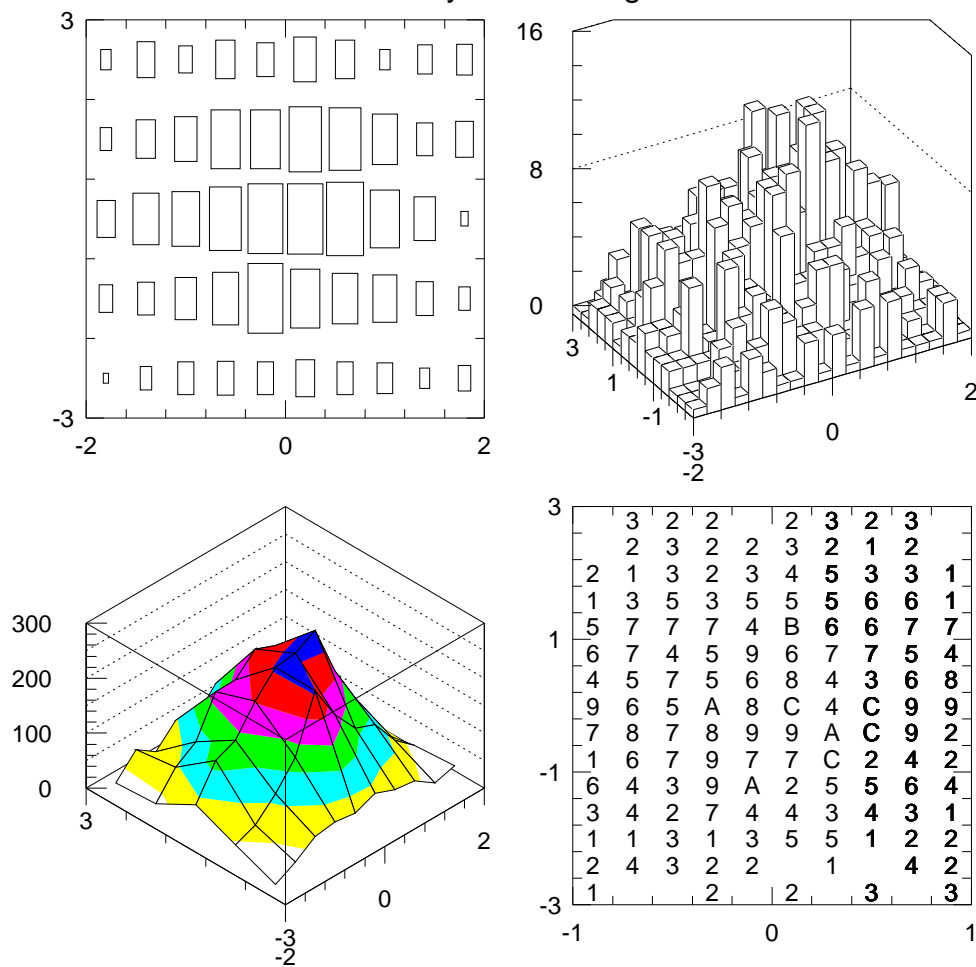 3
-3
-2 0 2
16
8
0
3
1
-1
-3
-2
0
2
300
200
100
0
3
-3
-2
0
2
3
1
-1
-3
-1 0 1
3 2 2 2 3 2 3
2 3 2 2 3 2 1 2
2 1 3 2 3 4 5 3 3 1
1 3 5 3 5 5 5 6 6 1
5 7 7 7 4 B 6 6 7 7
6 7 4 5 9 6 7 7 5 4
4 5 7 5 6 8 4 3 6 8
9 6 5 A 8 C 4 C 9 9
7 8 7 8 9 9 A C 9 2
1 6 7 9 7 7 C 2 4 2
6 4 3 9 A 2 5 5 6 4
3 4 2 7 4 4 3 4 3 1
1 1 3 1 3 5 5 1 2 2
2 4 3 2 2 1 4 2
1 2 2 3 3